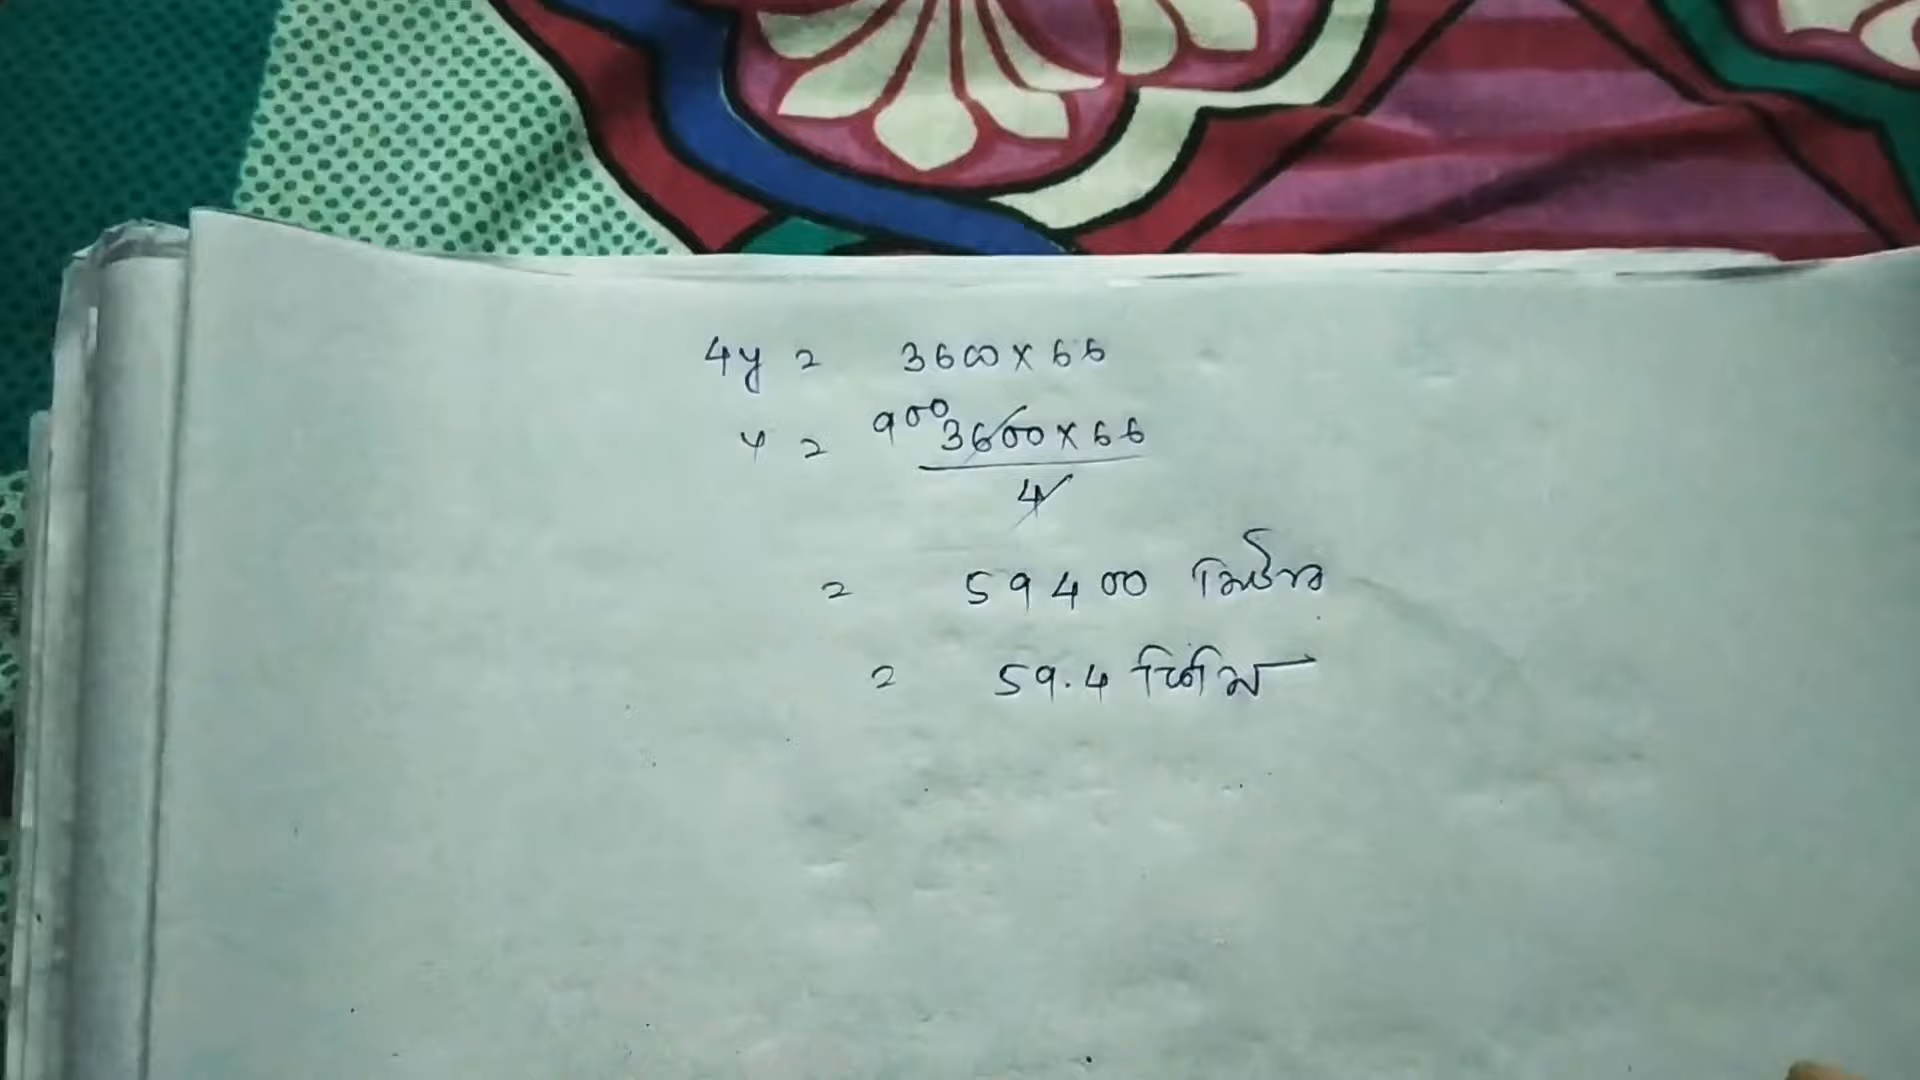 4y = 3600 × 66
y = 900 3600 × 66
4
= 59400 মিটার
= 59.4 কিমি